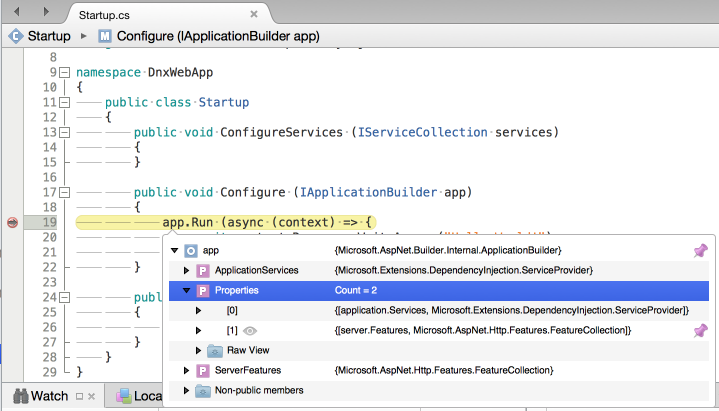 Startup.cs
Startup ▸ M Configure (IApplicationBuilder app)
8
9 namespace DnxWebApp
10 {
11 public class Startup
12 {
13 public void ConfigureServices (IServiceCollection services)
14 {
15 }
16
17 public void Configure (IApplicationBuilder app)
18 {
19 app.Run (async (context) => {
20
21
22 }
23
24 pub
25 {
26
27 }
28 }
29 }
app {Microsoft.AspNet.Builder.Internal.ApplicationBuilder}
P ApplicationServices {Microsoft.Extensions.DependencyInjection.ServiceProvider}
P Properties Count = 2
[0] {[application.Services, Microsoft.Extensions.DependencyInjection.ServiceProvider]}
[1] {[server.Features, Microsoft.AspNet.Http.Features.FeatureCollection]}
Raw View
P ServerFeatures {Microsoft.AspNet.Http.Features.FeatureCollection}
Non-public members
Watch Loca